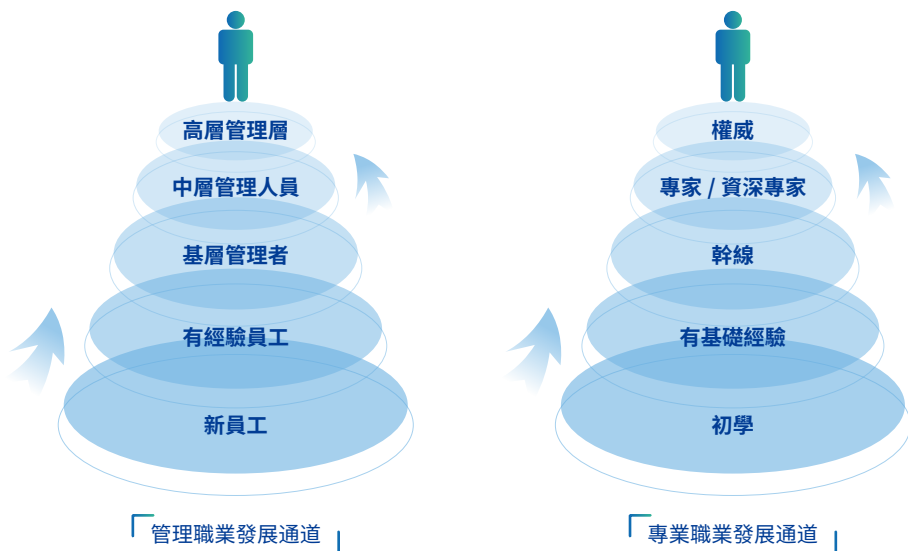 高層管理層
中層管理人員
基層管理者
有經驗員工
新員工
管理職業發展通道
權威
專家 / 資深專家
幹線
有基礎經驗
初學
專業職業發展通道